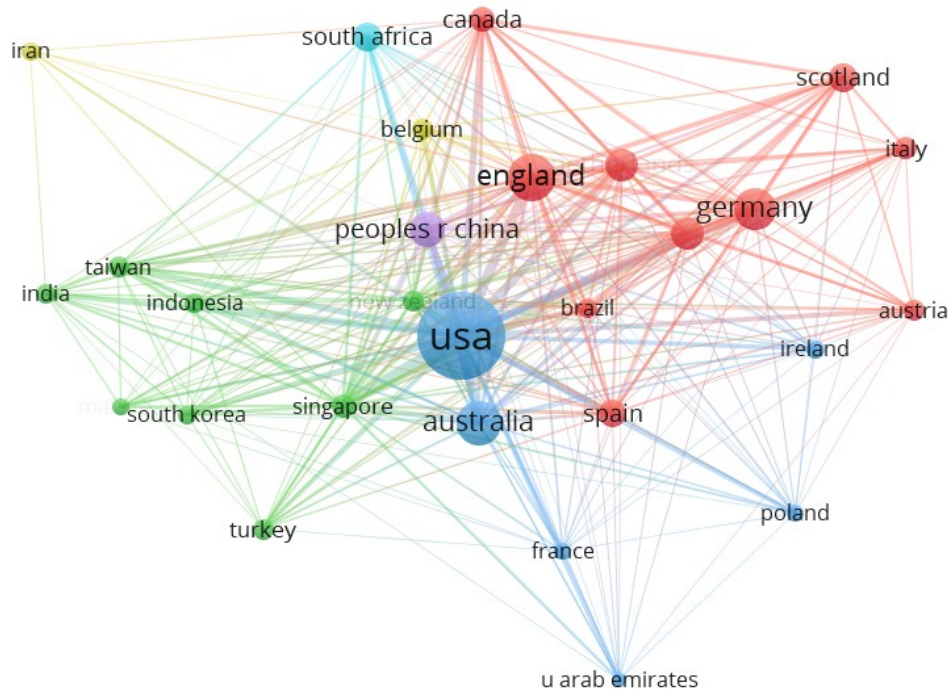 canada
south africa
iran
scotland
belgium
italy
england
germany
peoples r china
taiwan
india
indonesia
new zealand
brazil
austria
usa
ireland
singapore
south korea
spain
australia
poland
turkey
france
u arab emirates